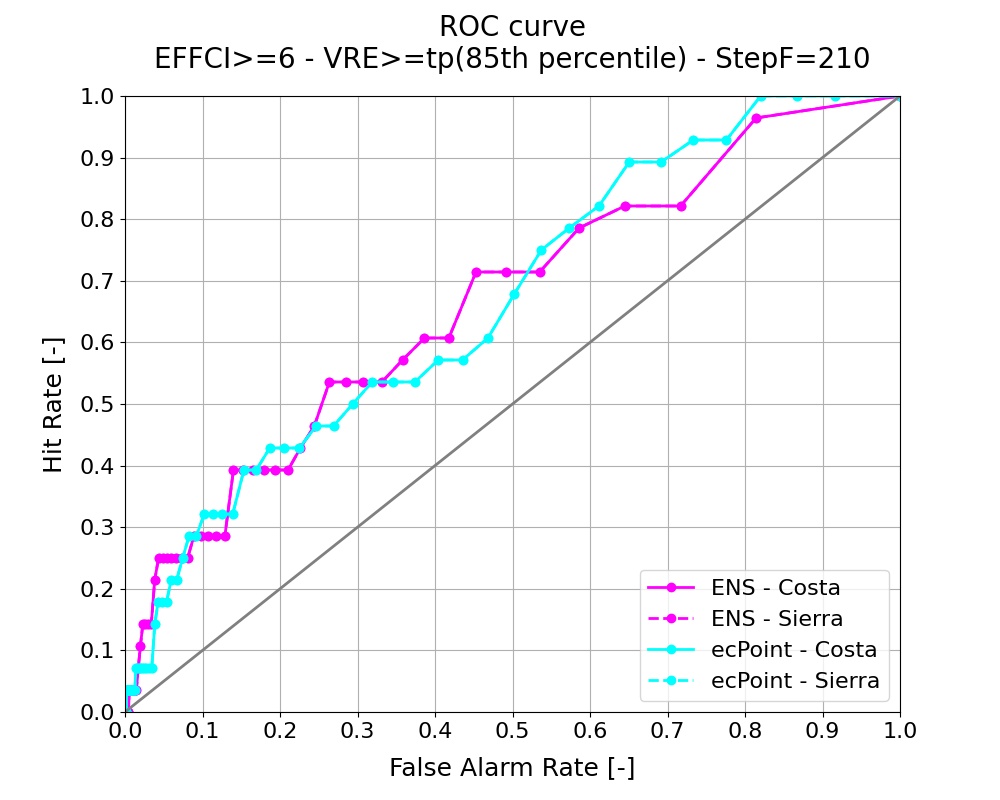 ROC curve
EFFCI>=6 - VRE>=tp(85th percentile) - StepF=210
1.0
0.9
0.8
0.7
0.6
0.5
0.4
0.3
0.2
0.1
0.0
Hit Rate [-]
ENS - Costa
ENS - Sierra
ecPoint - Costa
ecPoint - Sierra
0.0 0.1 0.2 0.3 0.4 0.5 0.6 0.7 0.8 0.9 1.0
False Alarm Rate [-]